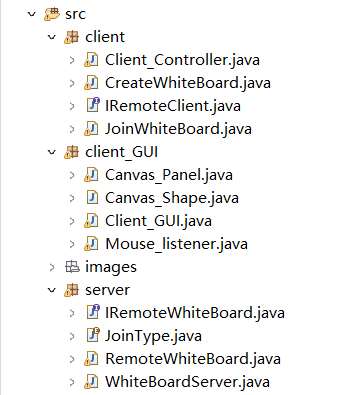 src
client
Client_Controller.java
CreateWhiteBoard.java
IRemoteClient.java
JoinWhiteBoard.java
client_GUI
Canvas_Panel.java
Canvas_Shape.java
Client_GUI.java
Mouse_listener.java
images
server
IRemoteWhiteBoard.java
JoinType.java
RemoteWhiteBoard.java
WhiteBoardServer.java